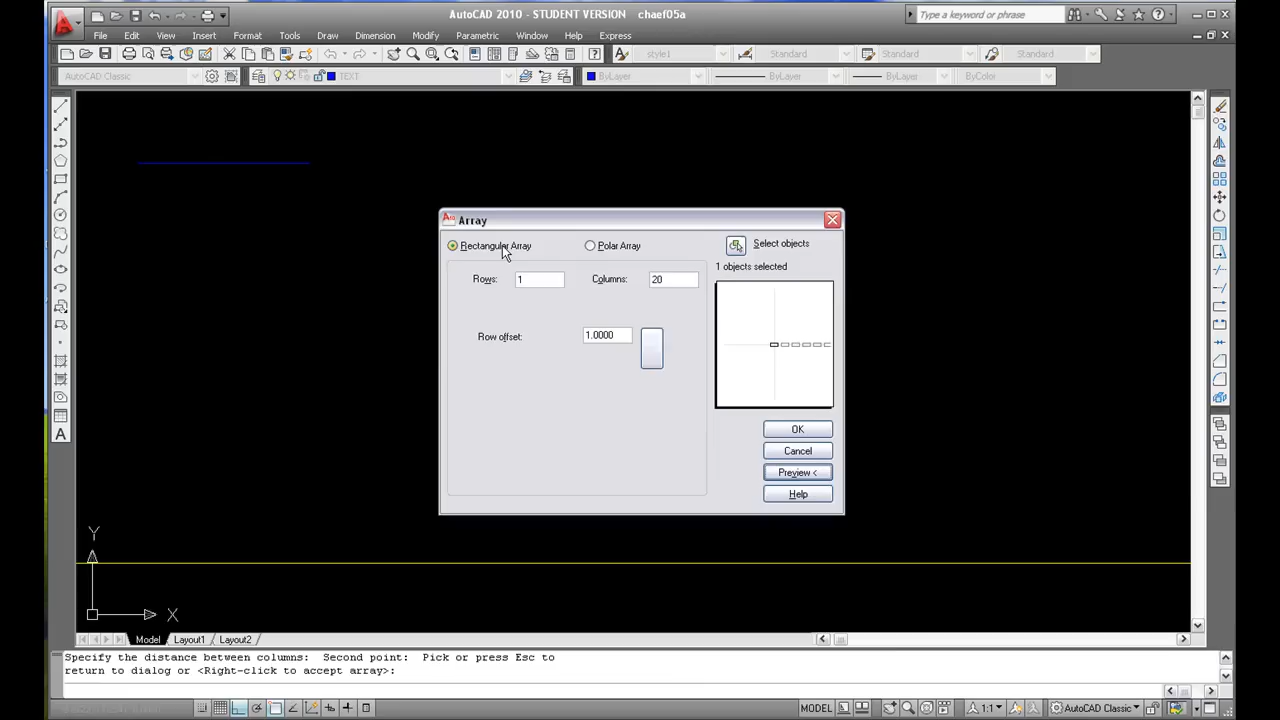 AutoCAD 2010 - STUDENT VERSION chaef05a
Type a keyword or phrase
File Edit View Insert Format Tools Draw Dimension Modify Parametric Window Help Express
style1 Standard Standard Standard
AutoCAD Classic TEXT ByLayer ByLayer ByLayer ByColor
Array
Rectangular Array Polar Array Select objects
1 objects selected
Rows: 1 Columns: 20
Row offset: 1.0000
OK
Cancel
Preview <
Help
Y
X
Model Layout1 Layout2
Specify the distance between columns: Second point: Pick or press Esc to
return to dialog or <Right-click to accept array>:
MODEL 1:1 AutoCAD Classic